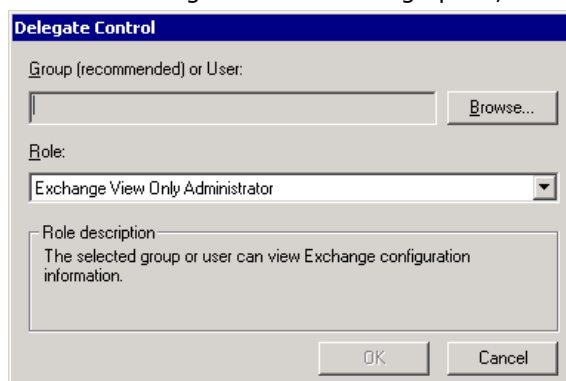 Delegate Control
Group (recommended) or User:
Browse...
Role:
Exchange View Only Administrator
Role description
The selected group or user can view Exchange configuration
information.
OK
Cancel